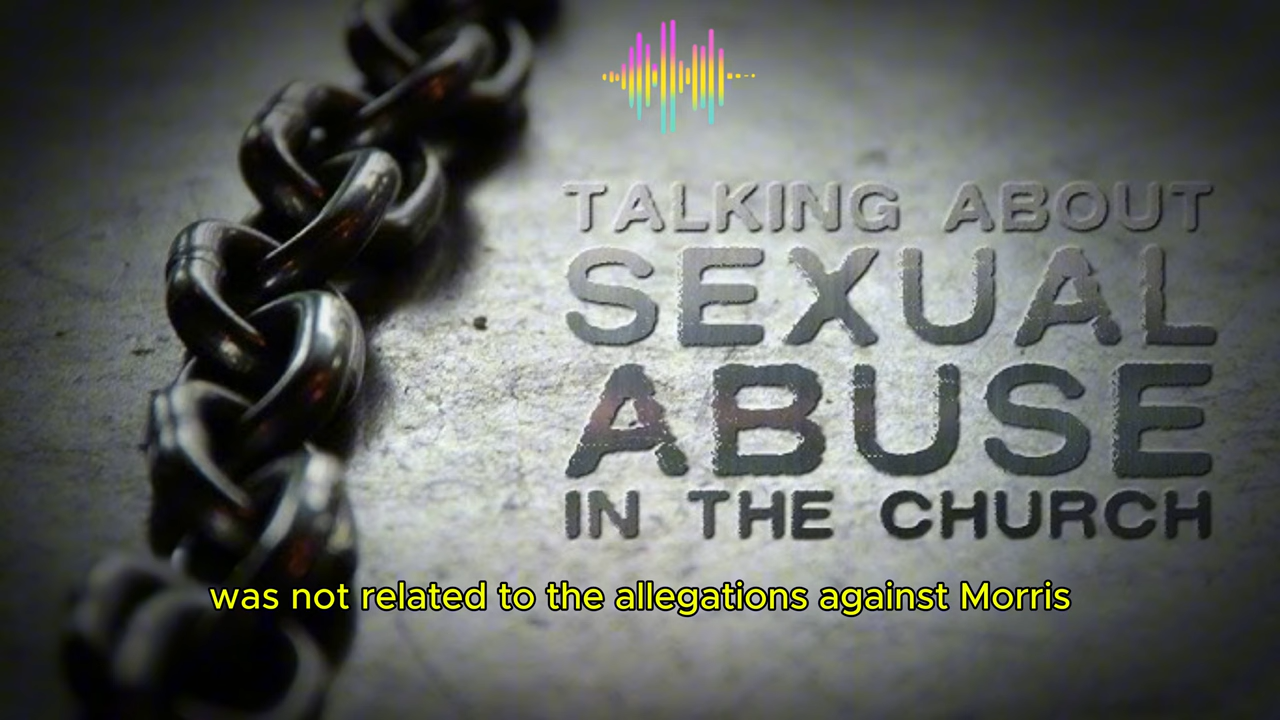 TALKING ABOUT
SEXUAL
ABUSE
IN THE CHURCH
was not related to the allegations against Morris